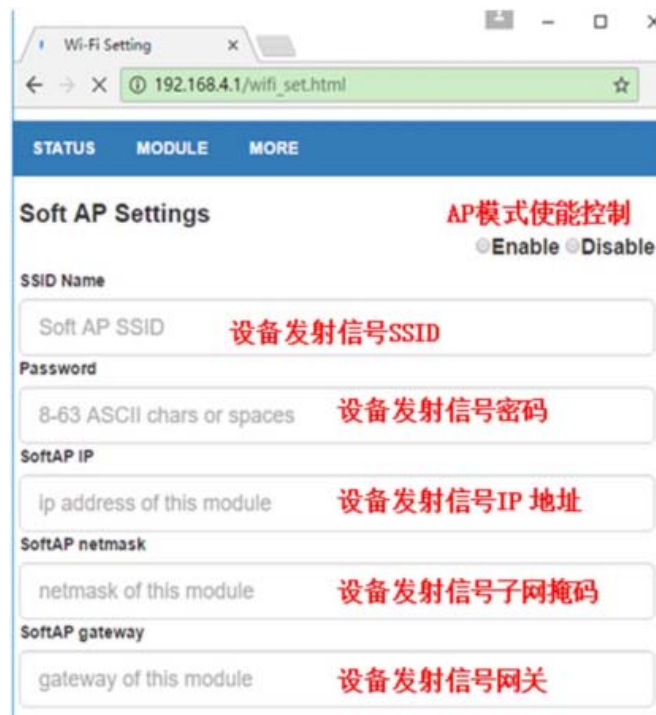 Wi-Fi Setting
192.168.4.1/wifi_set.html
STATUS MODULE MORE
Soft AP Settings AP模式使能控制
Enable Disable
SSID Name
Soft AP SSID 设备发射信号SSID
Password
8-63 ASCII chars or spaces 设备发射信号密码
SoftAP IP
ip address of this module 设备发射信号IP 地址
SoftAP netmask
netmask of this module 设备发射信号子网掩码
SoftAP gateway
gateway of this module 设备发射信号网关